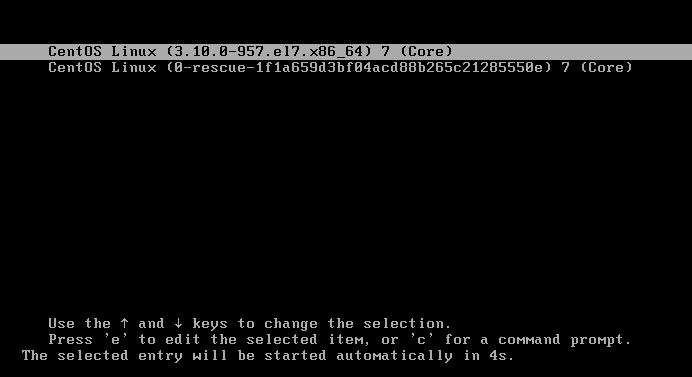 CentOS Linux (3.10.0-957.el7.x86_64) 7 (Core)
CentOS Linux (0-rescue-1f1a659d3bf04acd88b265c21285550e) 7 (Core)
Use the ↑ and ↓ keys to change the selection.
Press 'e' to edit the selected item, or 'c' for a command prompt.
The selected entry will be started automatically in 4s.